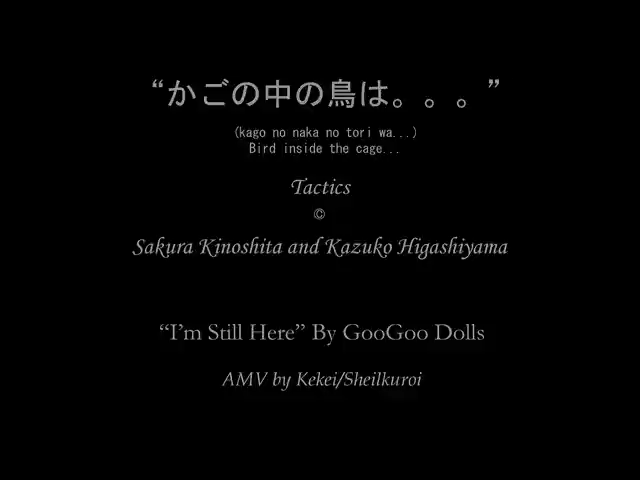 “かごの中の鳥は。。。”
(kago no naka no tori wa...)
Bird inside the cage...
Tactics
©
Sakura Kinoshita and Kazuko Higashiyama
“I'm Still Here” By GooGoo Dolls
AMV by Kekei/Sheilkuroi